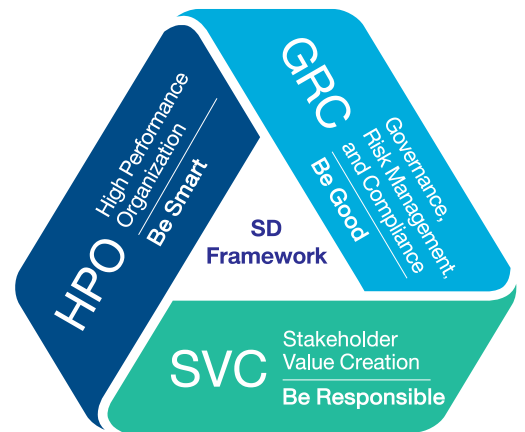 HPO
High Performance
Organization
Be Smart
GRC
Governance,
Risk Management,
and Compliance
Be Good
SD
Framework
SVC
Stakeholder
Value Creation
Be Responsible